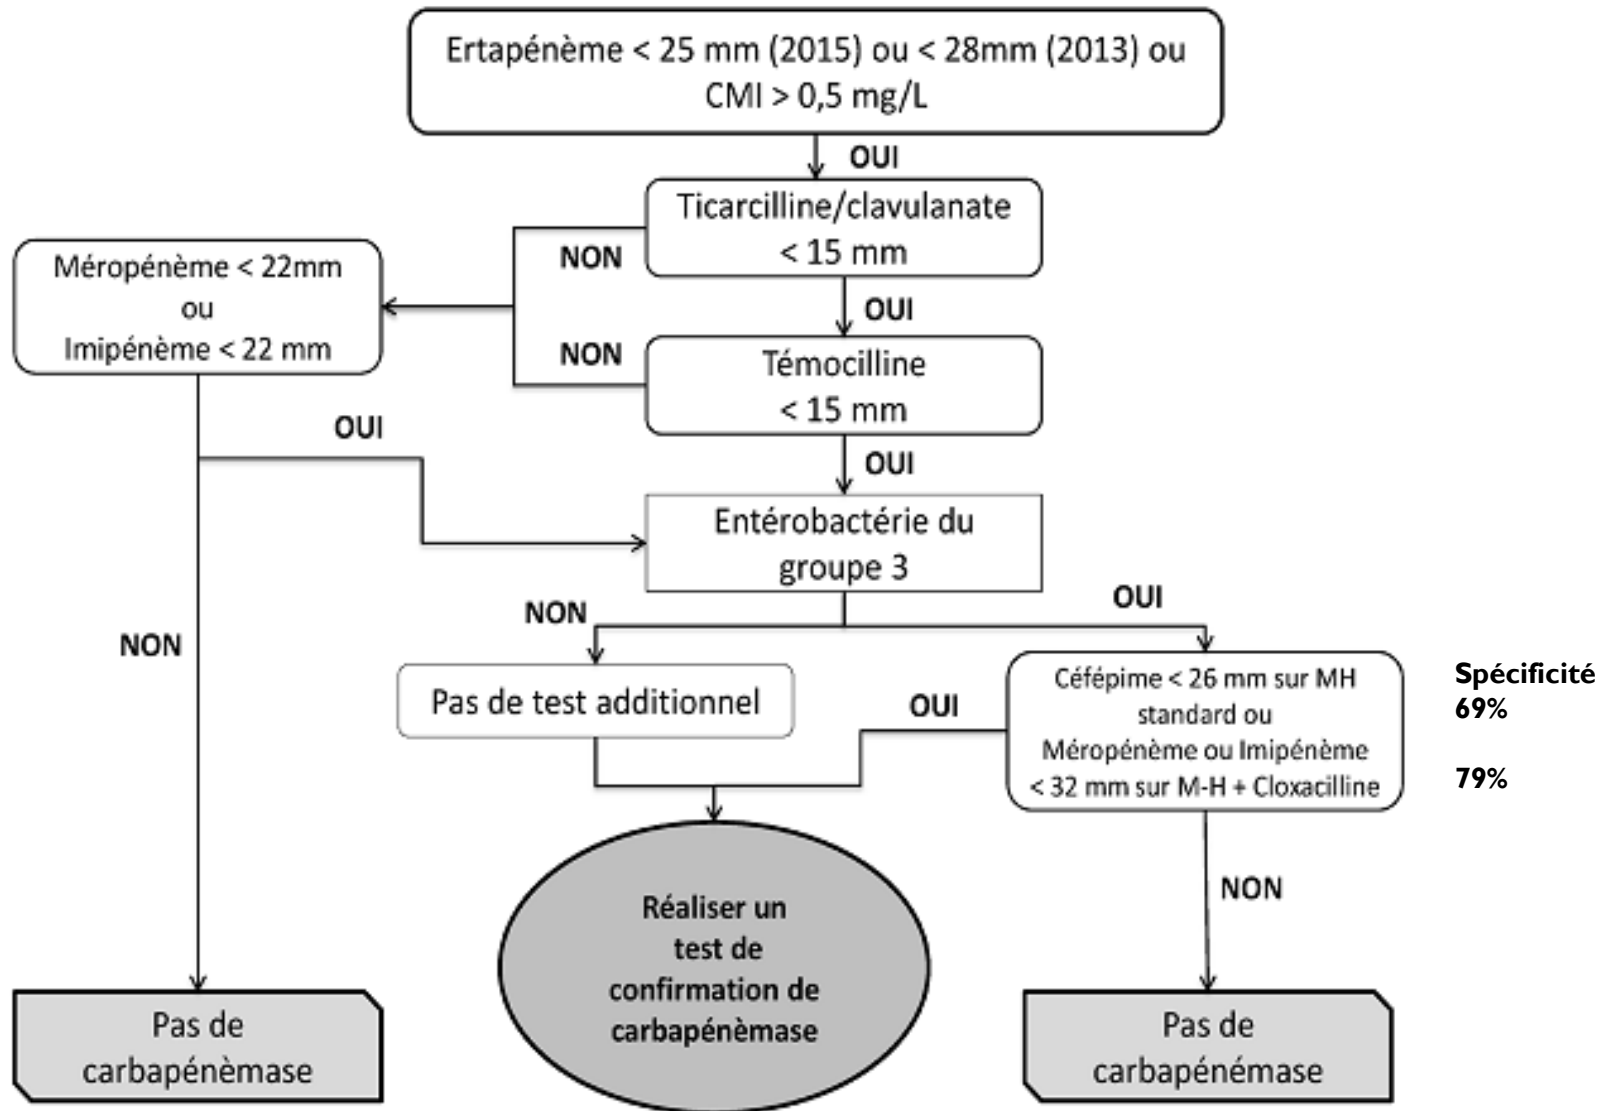 Ertapénème < 25 mm (2015) ou < 28mm (2013) ou
CMI > 0,5 mg/L
OUI
Ticarcilline/clavulanate
< 15 mm
NON
Méropénème < 22mm
ou
Imipénème < 22 mm
OUI
NON
Témocilline
< 15 mm
OUI
OUI
Entérobactérie du
groupe 3
NON
OUI
NON
Pas de test additionnel
OUI
Céfépime < 26 mm sur MH
standard ou
Méropénème ou Imipénème
< 32 mm sur M-H + Cloxacilline
Spécificité
69%
79%
Réaliser un
test de
confirmation de
carbapénèmase
NON
Pas de
carbapénèmase
Pas de
carbapénémase